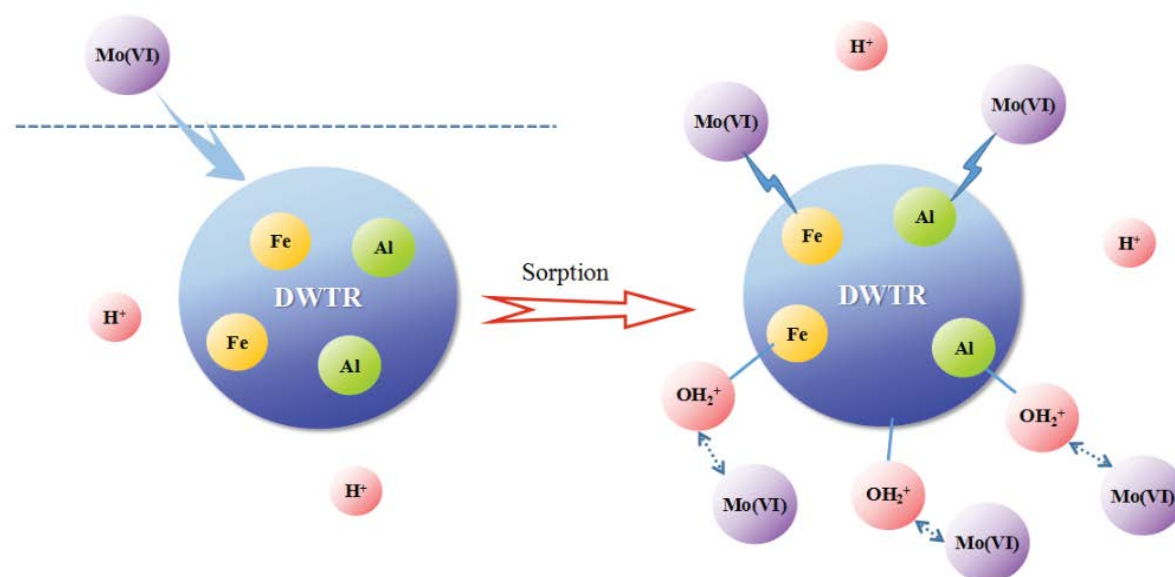 Mo(VI)
Fe
Al
DWTR
H⁺
Fe
Al
H⁺
Sorption
H⁺
Mo(VI)
Mo(VI)
Al
Fe
H⁺
DWTR
Fe
Al
OH₂⁺
OH₂⁺
OH₂⁺
Mo(VI)
Mo(VI)
Mo(VI)